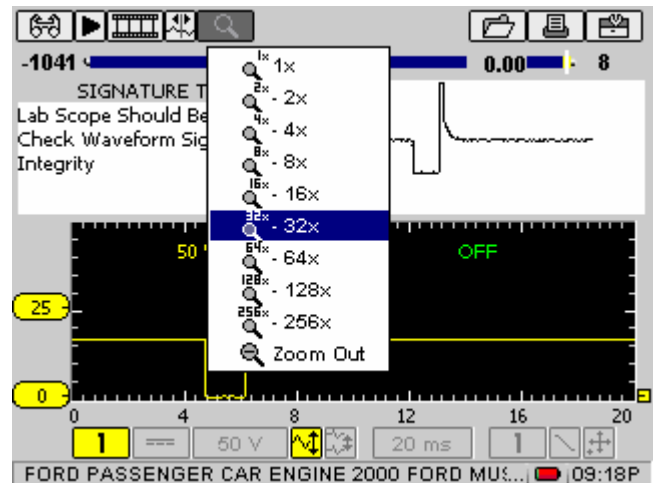 -1041
0.00
8
SIGNATURE T
Lab Scope Should Be
Check Waveform Sig
Integrity
1x 1x
2x - 2x
4x - 4x
8x - 8x
16x - 16x
32x - 32x
64x - 64x
128x - 128x
256x - 256x
Zoom Out
50 V
OFF
25
0
0 4 8 12 16 20
1 50 V 20 ms 1
FORD PASSENGER CAR ENGINE 2000 FORD MUS... 09:18P